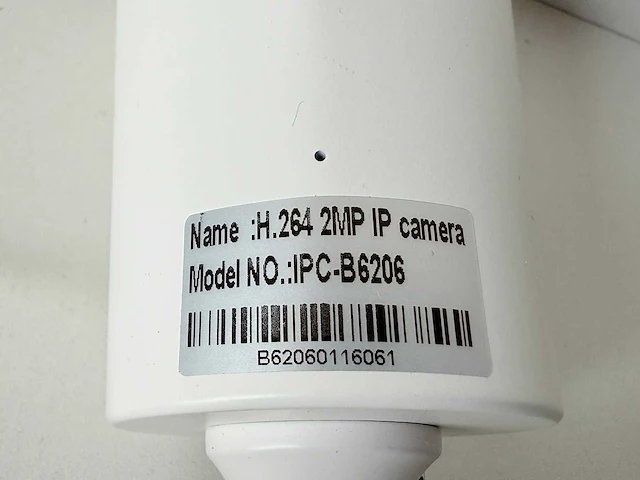 Name :H.264 2MP IP camera
Model NO.:IPC-B6206
B62060116061